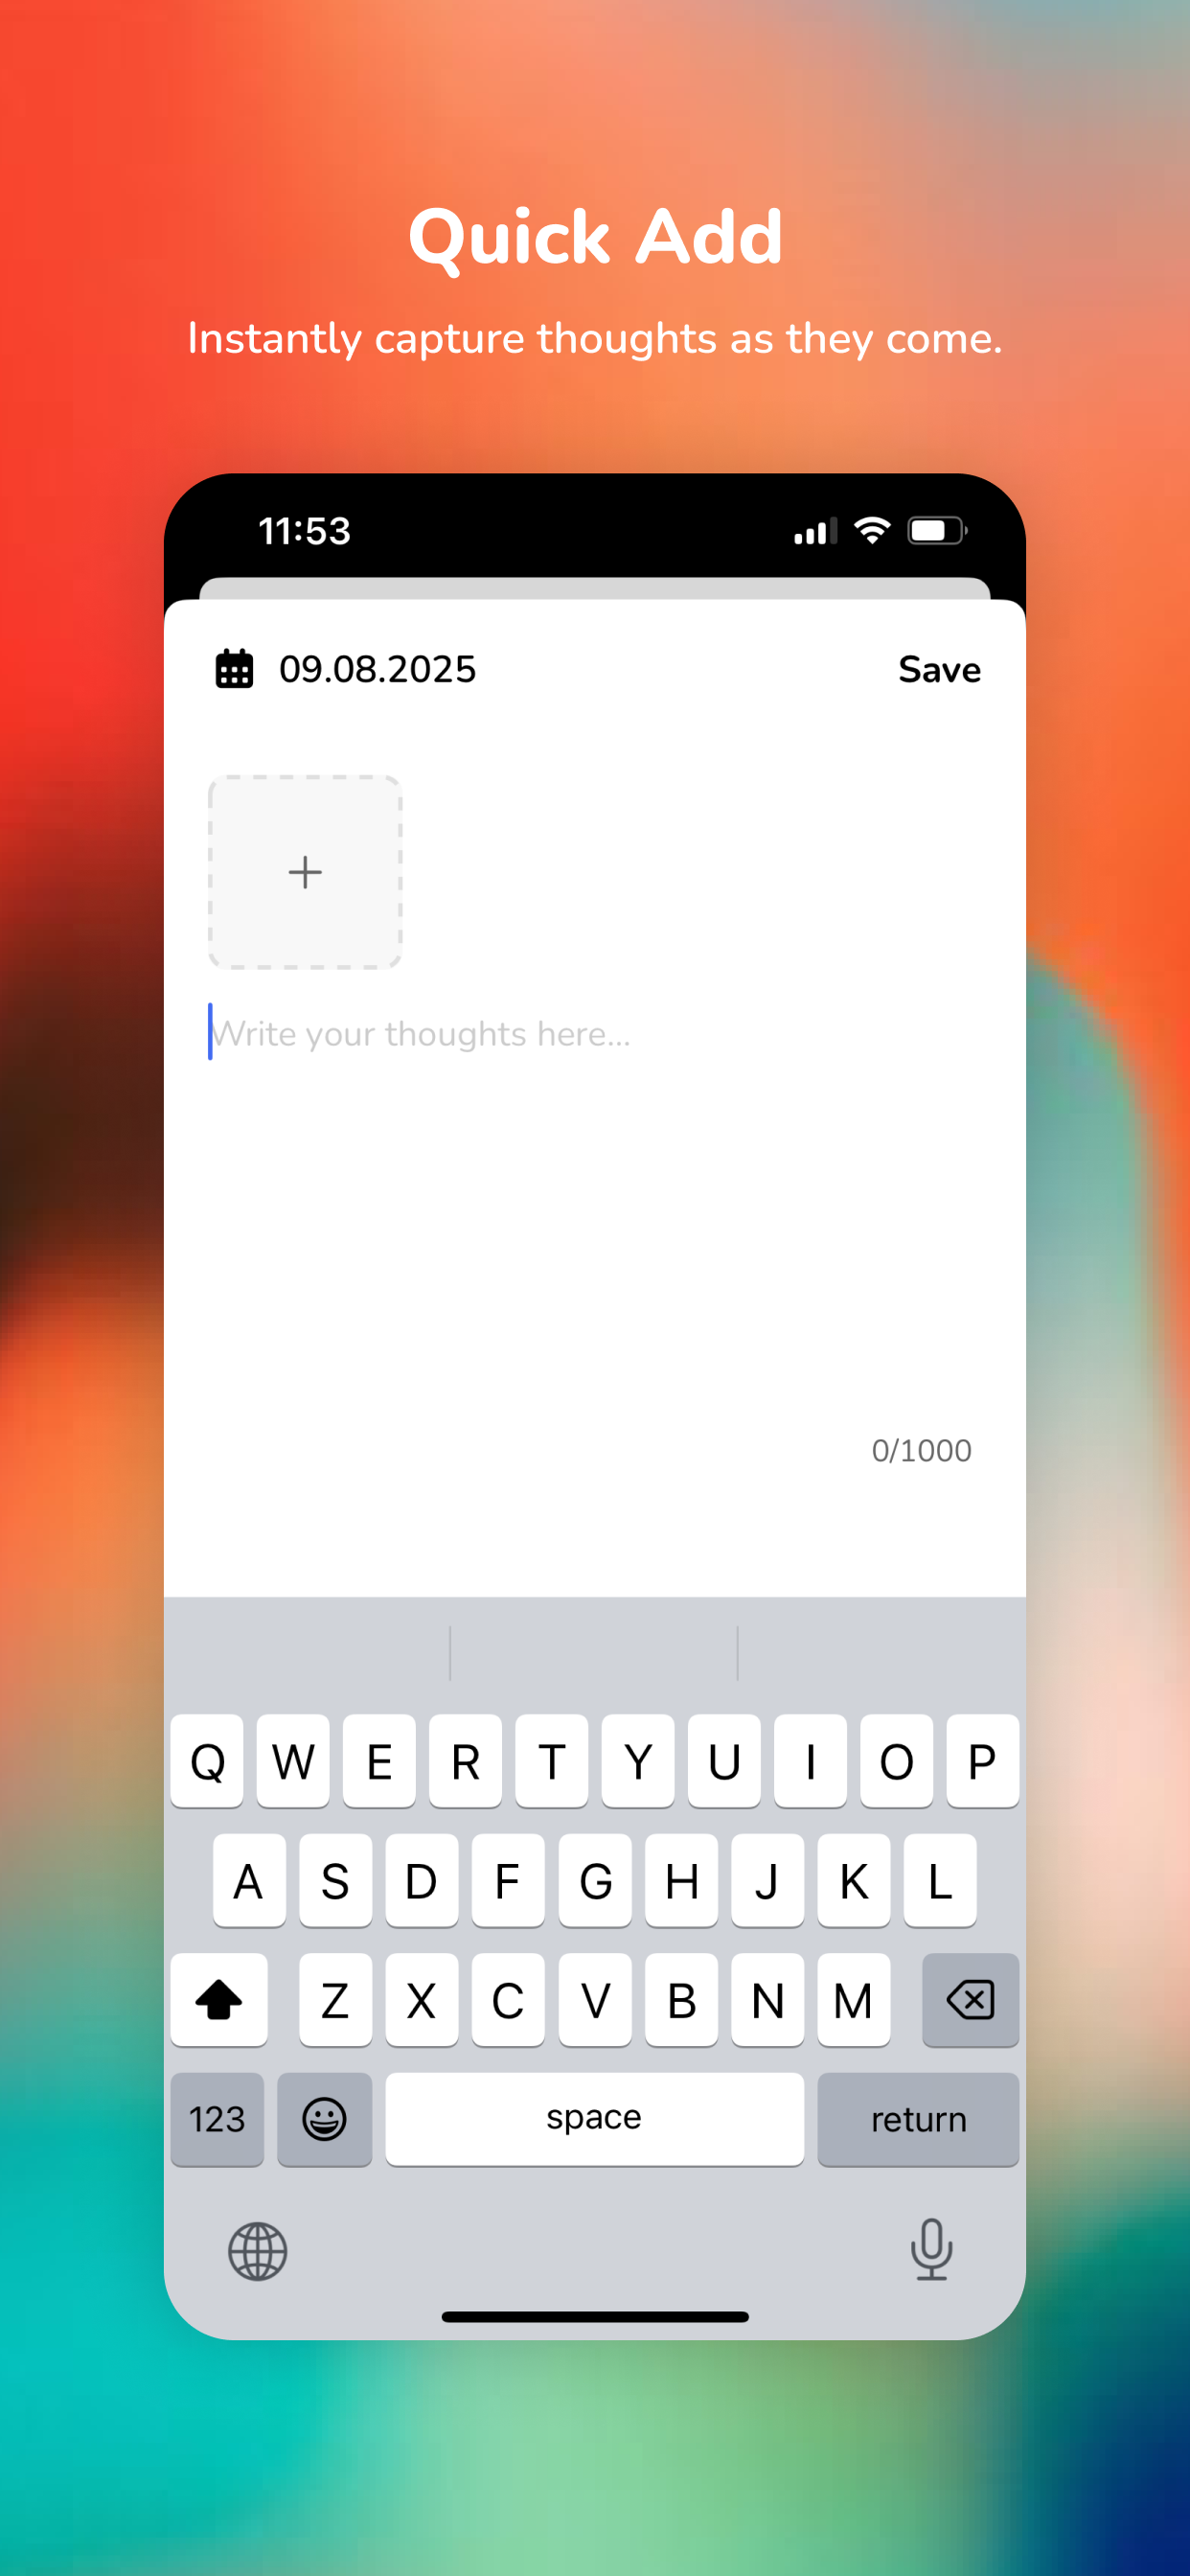 Quick Add
Instantly capture thoughts as they come.
11:53
09.08.2025 Save
Write your thoughts here...
0/1000
Q W E R T Y U I O P
A S D F G H J K L
Z X C V B N M
123 space return